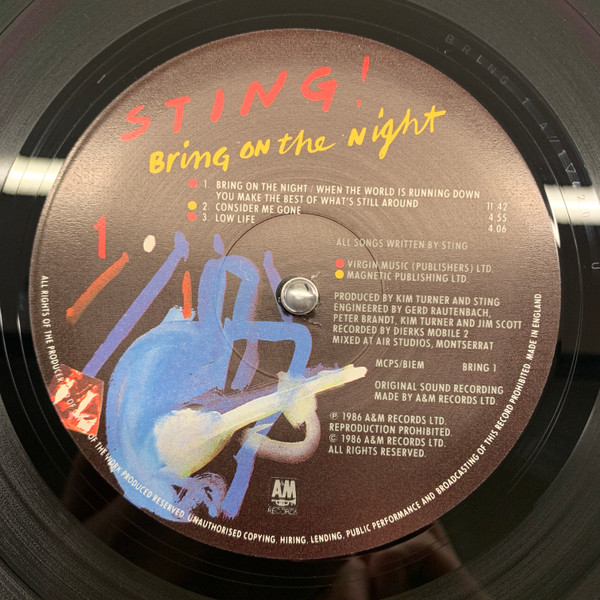 STING!
Bring on the Night
1. BRING ON THE NIGHT / WHEN THE WORLD IS RUNNING DOWN
YOU MAKE THE BEST OF WHAT'S STILL AROUND 11.42
2. CONSIDER ME GONE 4.55
3. LOW LIFE 4.06
1.
ALL SONGS WRITTEN BY STING
VIRGIN MUSIC (PUBLISHERS) LTD.
MAGNETIC PUBLISHING LTD.
PRODUCED BY KIM TURNER AND STING
ENGINEERED BY GERD RAUTENBACH,
PETER BRANDT, KIM TURNER AND JIM SCOTT
RECORDED BY DIERKS MOBILE 2
MIXED AT AIR STUDIOS, MONTSERRAT
MCPS/BIEM BRING 1
ORIGINAL SOUND RECORDING
MADE BY A&M RECORDS LTD.
℗ 1986 A&M RECORDS LTD.
REPRODUCTION PROHIBITED.
© 1986 A&M RECORDS LTD.
ALL RIGHTS RESERVED.
A&M
RECORDS
ALL RIGHTS OF THE PRODUCER OF THE WORK PRODUCED RESERVED. UNAUTHORISED COPYING, HIRING, LENDING, PUBLIC PERFORMANCE AND BROADCASTING OF THIS RECORD PROHIBITED. MADE IN ENGLAND
BRING 1 A